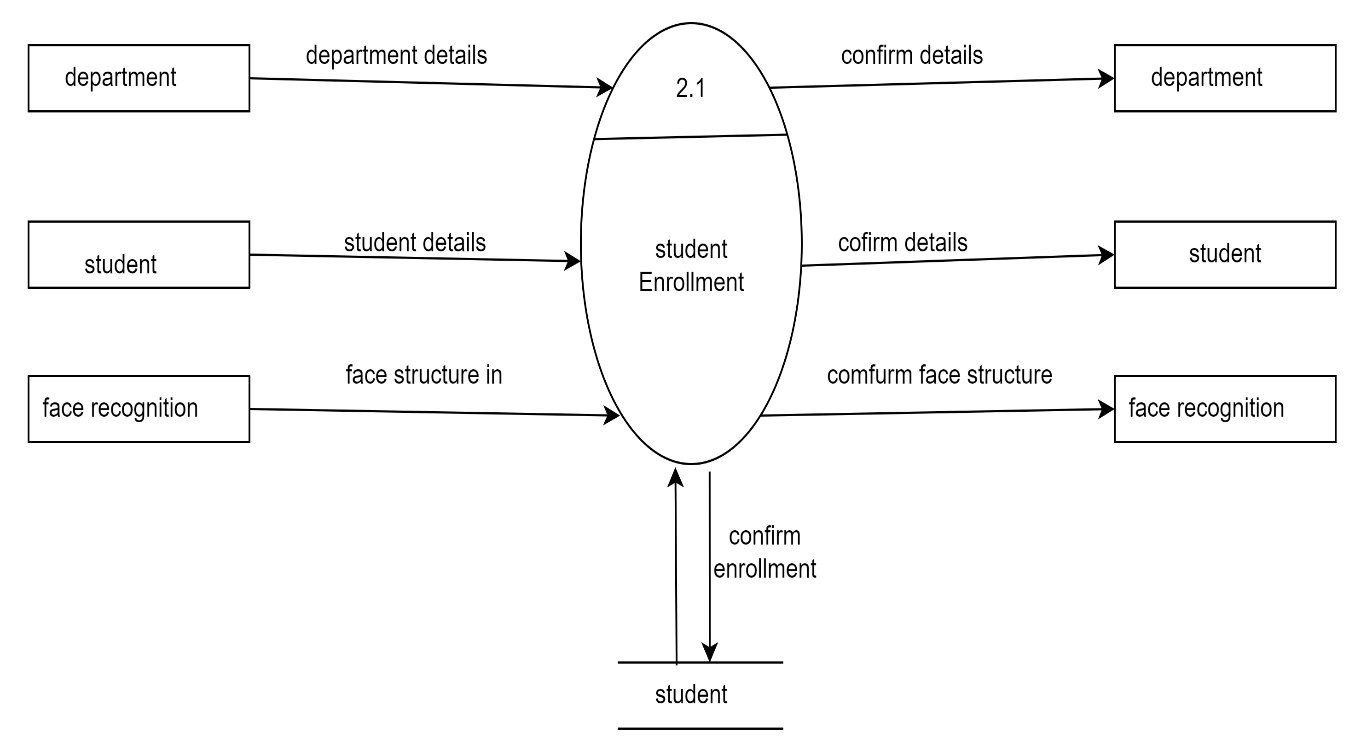 department
department details
2.1
confirm details
department
student
student details
student
Enrollment
cofirm details
student
face recognition
face structure in
comfurm face structure
face recognition
confirm
enrollment
student